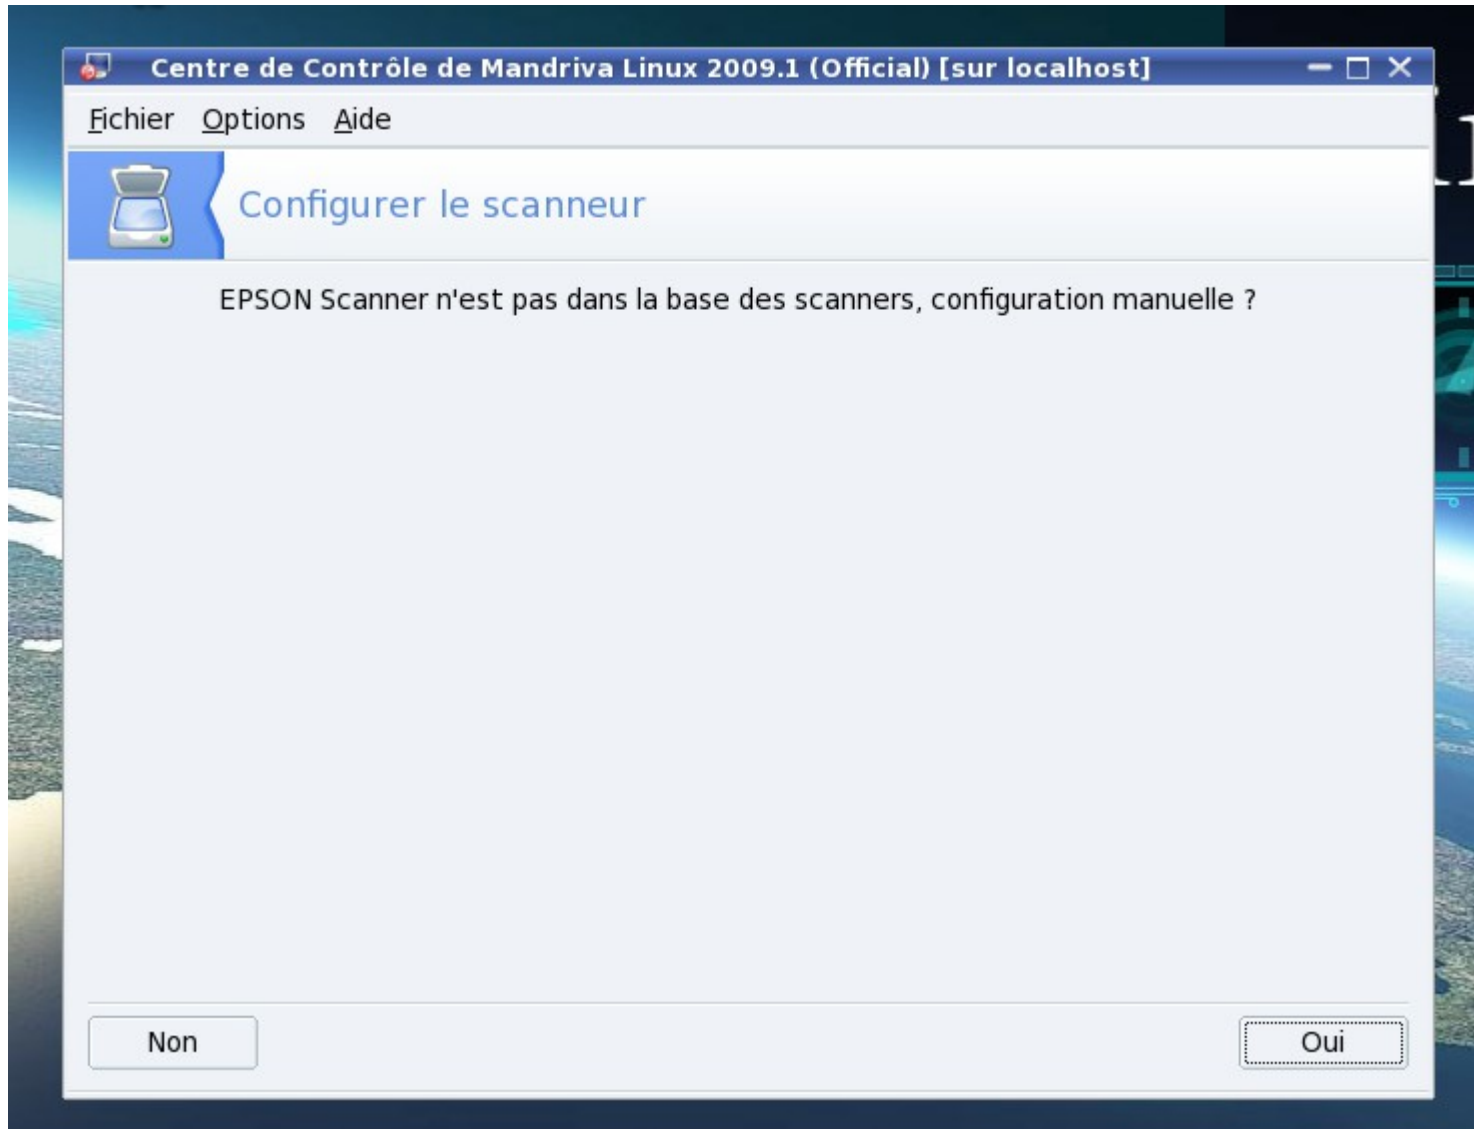 Centre de Contrôle de Mandriva Linux 2009.1 (Official) [sur localhost]
Fichier Options Aide
Configurer le scanneur
EPSON Scanner n'est pas dans la base des scanners, configuration manuelle ?
Non Oui